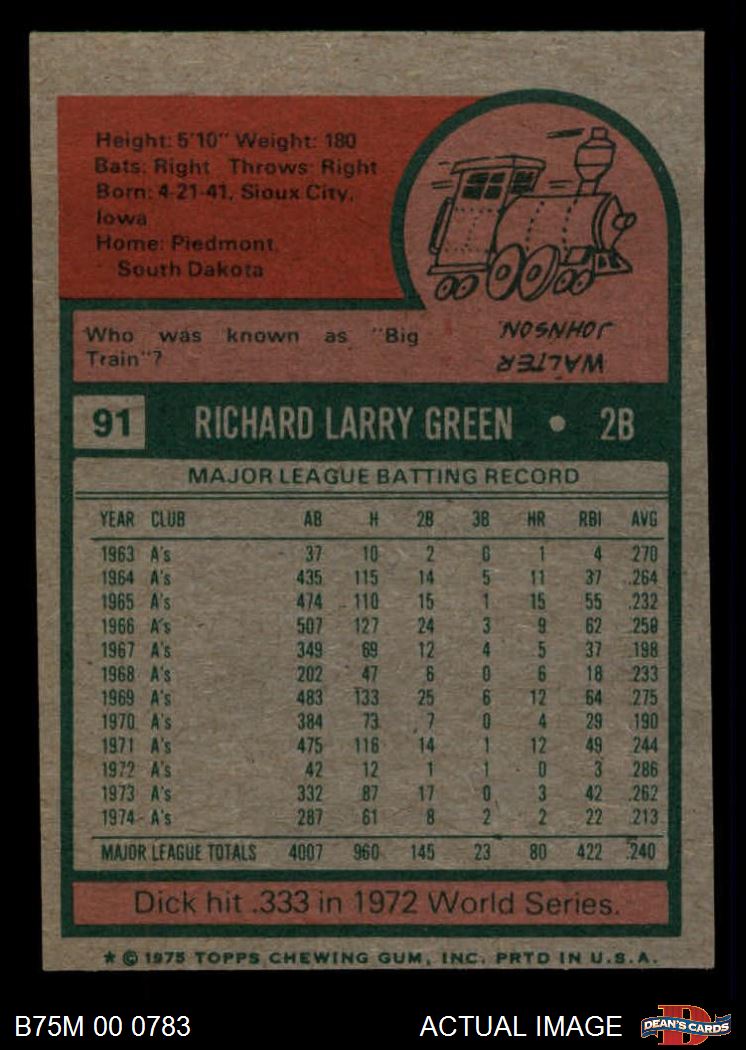 Height: 5'10" Weight: 180
Bats: Right Throws: Right
Born: 4-21-41, Sioux City,
Iowa
Home: Piedmont,
South Dakota
Who was known as "Big
Train"?
WALTER
JOHNSON.
91 RICHARD LARRY GREEN • 2B
MAJOR LEAGUE BATTING RECORD
YEAR CLUB AB H 2B 3B HR RBI AVG
1963 A's 37 10 2 0 1 4 .270
1964 A's 435 115 14 5 11 37 .264
1965 A's 474 110 15 1 15 55 .232
1966 A's 507 127 24 3 9 62 .250
1967 A's 349 69 12 4 5 37 .198
1968 A's 202 47 6 0 6 18 .233
1969 A's 483 133 25 6 12 64 .275
1970 A's 384 73 7 0 4 29 .190
1971 A's 475 116 14 1 12 49 .244
1972 A's 42 12 1 1 0 3 .286
1973 A's 332 87 17 0 3 42 .262
1974 A's 287 61 8 2 2 22 .213
MAJOR LEAGUE TOTALS 4007 960 145 23 80 422 .240
Dick hit .333 in 1972 World Series.
★ © 1975 TOPPS CHEWING GUM, INC. PRTD IN U.S.A.
B75M 00 0783 ACTUAL IMAGE D DEAN'S CARDS